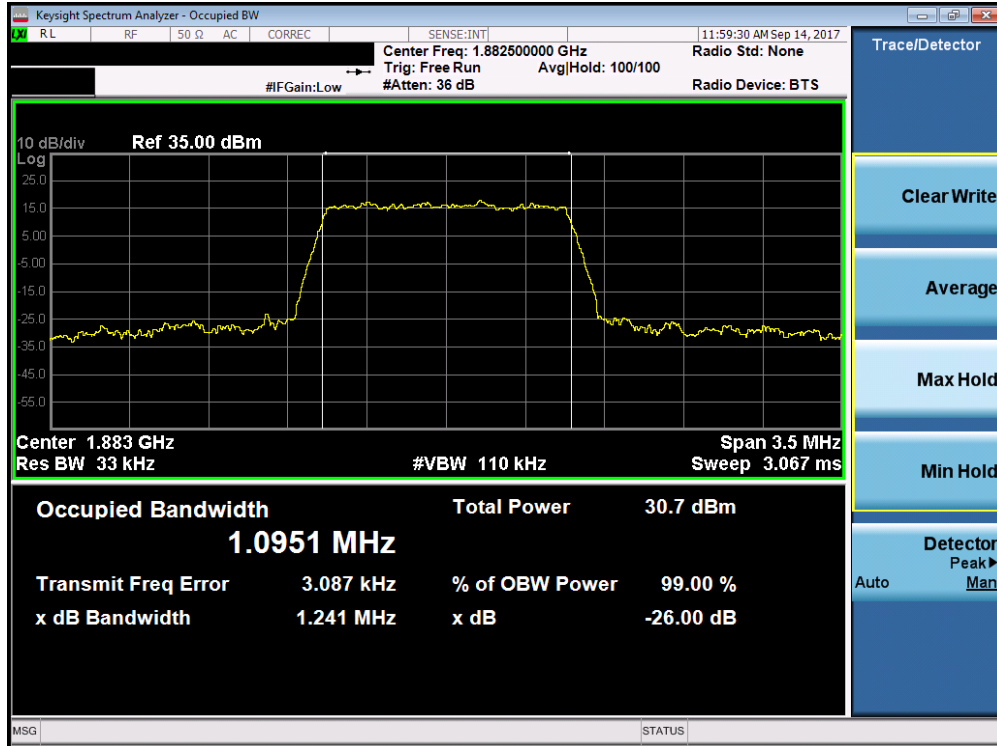 Keysight Spectrum Analyzer - Occupied BW
LXI RL RF 50 Ω AC CORREC SENSE:INT 11:59:30 AM Sep 14, 2017
Center Freq: 1.882500000 GHz Radio Std: None
Trig: Free Run Avg|Hold: 100/100
#IFGain:Low #Atten: 36 dB Radio Device: BTS
10 dB/div Ref 35.00 dBm
Log
25.0
15.0
5.00
-5.00
-15.0
-25.0
-35.0
-45.0
-55.0
Center 1.883 GHz Span 3.5 MHz
Res BW 33 kHz #VBW 110 kHz Sweep 3.067 ms
Occupied Bandwidth Total Power 30.7 dBm
1.0951 MHz
Transmit Freq Error 3.087 kHz % of OBW Power 99.00 %
x dB Bandwidth 1.241 MHz x dB -26.00 dB
MSG STATUS
Trace/Detector
Clear Write
Average
Max Hold
Min Hold
Detector
Peak▶
Auto Man